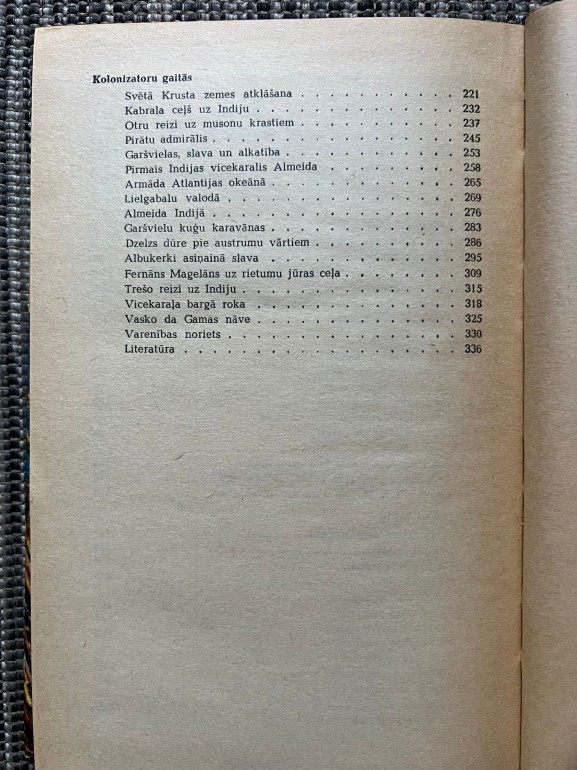 Kolonizatoru gaitās
Svētā Krusta zemes atklāšana . . . . . . . . . . 221
Kabrala ceļš uz Indiju . . . . . . . . . . . . . 232
Otru reizi uz musonu krastiem . . . . . . . . . . 237
Pirātu admirālis . . . . . . . . . . . . . . . 245
Garšvielas, slava un alkatība . . . . . . . . . . . 253
Pirmais Indijas vicekaralis Almeida . . . . . . . . . 258
Armāda Atlantijas okeānā . . . . . . . . . . . . 265
Lielgabalu valodā . . . . . . . . . . . . . . 269
Almeida Indijā . . . . . . . . . . . . . . . 276
Garšvielu kuģu karavānas . . . . . . . . . . . . 283
Dzelzs dūre pie austrumu vārtiem . . . . . . . . . 286
Albukerki asiņainā slava . . . . . . . . . . . . 295
Fernāns Magelāns uz rietumu jūras ceļa . . . . . . . 309
Trešo reizi uz Indiju . . . . . . . . . . . . . 315
Vicekaraļa bargā roka . . . . . . . . . . . . . 318
Vasko da Gamas nāve . . . . . . . . . . . . . 325
Varenības noriets . . . . . . . . . . . . . . 330
Literatūra . . . . . . . . . . . . . . . . . 336